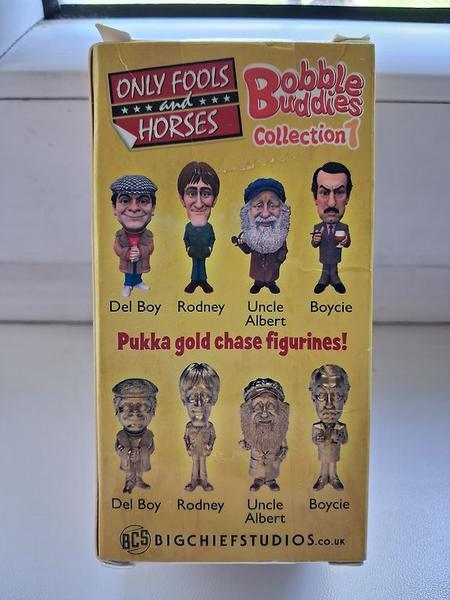 ONLY FOOLS
and
HORSES
Bobble
Buddies
Collection 1
Del Boy Rodney Uncle Albert Boycie
Pukka gold chase figurines!
Del Boy Rodney Uncle Albert Boycie
BCS BIGCHIEFSTUDIOS.CO.UK